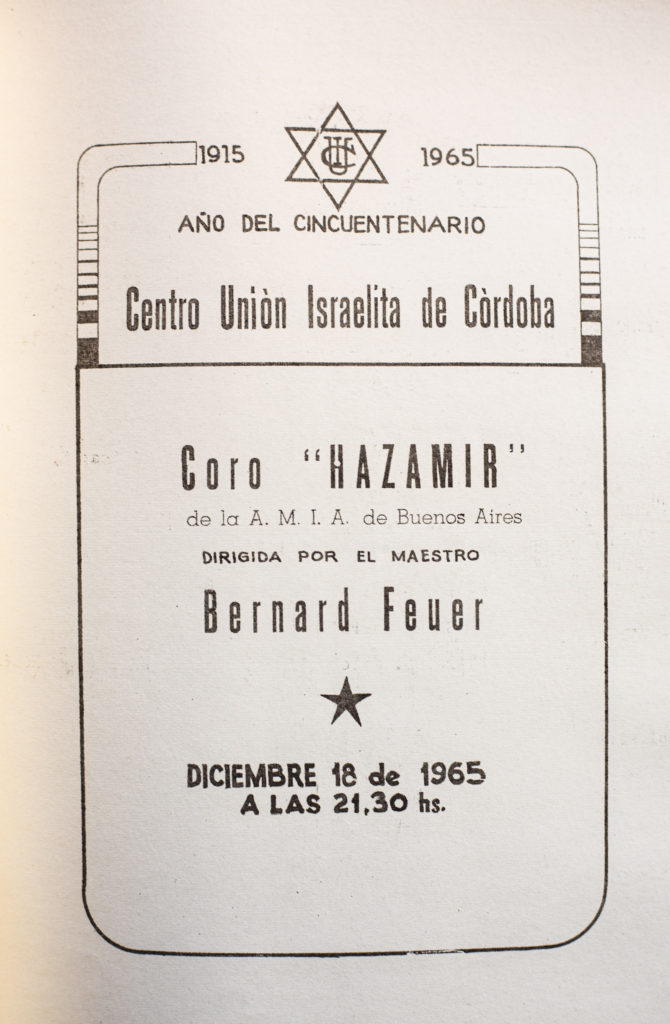 1915 CUIC 1965
AÑO DEL CINCUENTENARIO
Centro Uniòn Israelita de Còrdoba
Coro "HAZAMIR"
de la A. M. I. A. de Buenos Aires
DIRIGIDA POR EL MAESTRO
Bernard Feuer
DICIEMBRE 18 de 1965
A LAS 21,30 hs.